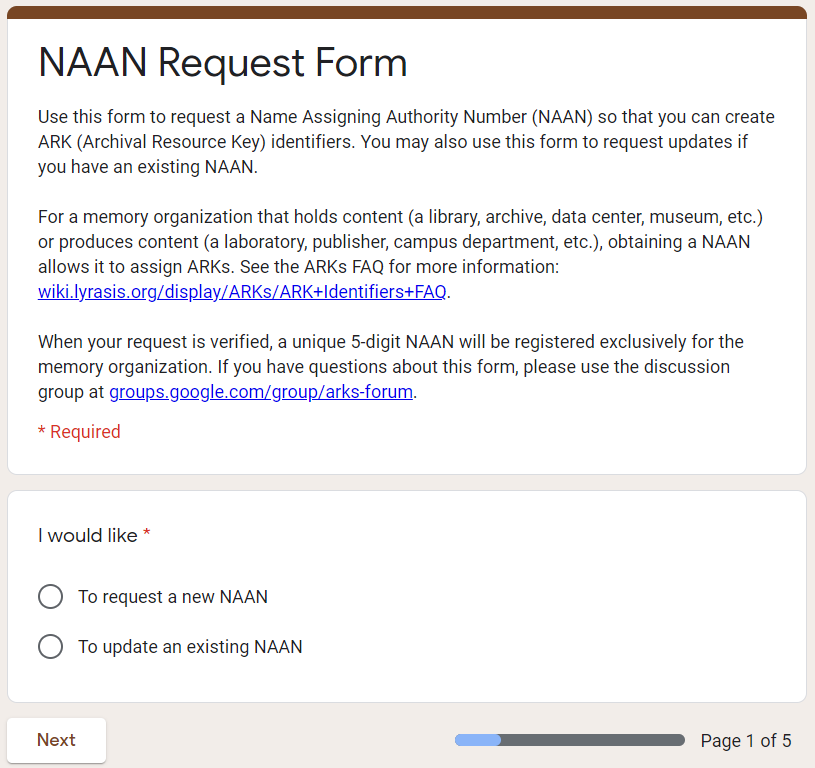 NAAN Request Form
Use this form to request a Name Assigning Authority Number (NAAN) so that you can create
ARK (Archival Resource Key) identifiers. You may also use this form to request updates if
you have an existing NAAN.
For a memory organization that holds content (a library, archive, data center, museum, etc.)
or produces content (a laboratory, publisher, campus department, etc.), obtaining a NAAN
allows it to assign ARKs. See the ARKs FAQ for more information:
wiki.lyrasis.org/display/ARKs/ARK+Identifiers+FAQ.
When your request is verified, a unique 5-digit NAAN will be registered exclusively for the
memory organization. If you have questions about this form, please use the discussion
group at groups.google.com/group/arks-forum.
* Required
I would like *
To request a new NAAN
To update an existing NAAN
Next
Page 1 of 5